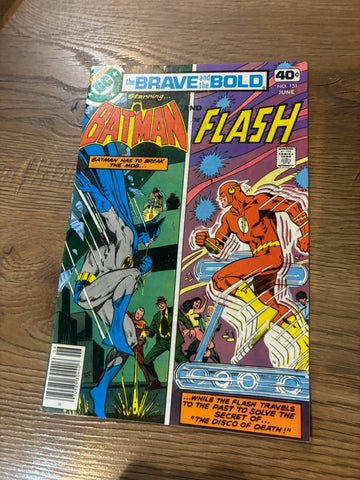 DC
the BRAVE and the BOLD
40¢
NO. 151
JUNE
Starring...
BATMAN
AND
FLASH
BATMAN HAS TO BREAK
THE MOB...
...WHILE THE FLASH TRAVELS
TO THE PAST TO SOLVE THE
SECRET OF...
"THE DISCO OF DEATH!"